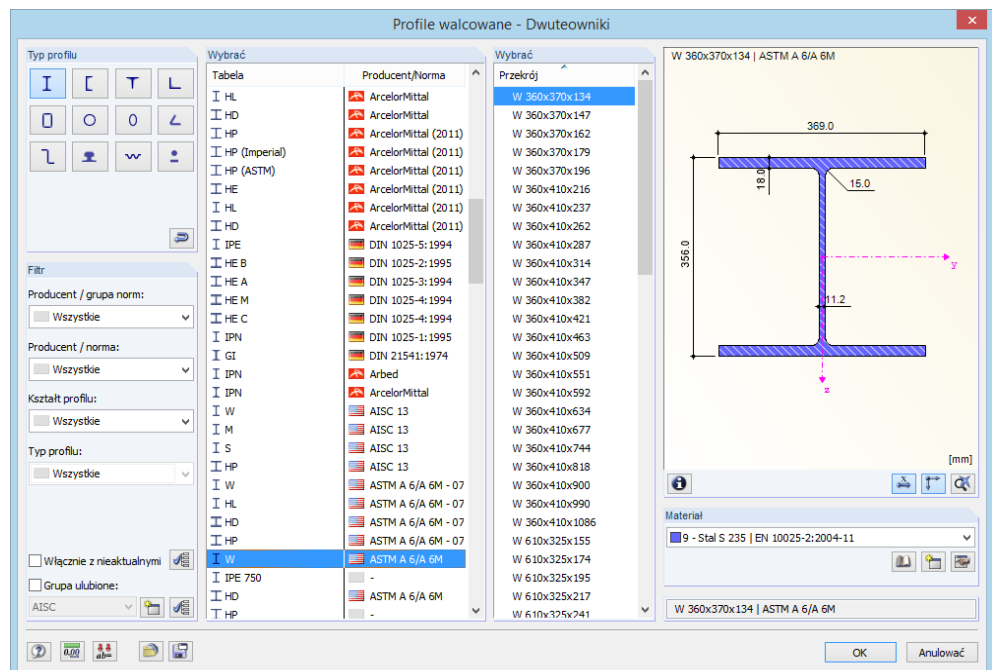 Profile walcowane - Dwuteowniki
Typ profilu
Filtr
Producent / grupa norm:
Wszystkie
Producent / norma:
Wszystkie
Kształt profilu:
Wszystkie
Typ profilu:
Wszystkie
Włącznie z nieaktualnymi
Grupa ulubione:
AISC
Wybrać
Tabela Producent/Norma
HL ArcelorMittal
HD ArcelorMittal
HP ArcelorMittal (2011)
HP (Imperial) ArcelorMittal (2011)
HP (ASTM) ArcelorMittal (2011)
HE ArcelorMittal (2011)
HL ArcelorMittal (2011)
HD ArcelorMittal (2011)
IPE DIN 1025-5:1994
HE B DIN 1025-2:1995
HE A DIN 1025-3:1994
HE M DIN 1025-4:1994
HE C DIN 1025-4:1994
IPN DIN 1025-1:1995
GI DIN 21541:1974
IPN Arbed
IPN ArcelorMittal
W AISC 13
M AISC 13
S AISC 13
HP AISC 13
W ASTM A 6/A 6M - 07
HL ASTM A 6/A 6M - 07
HD ASTM A 6/A 6M - 07
HP ASTM A 6/A 6M - 07
W ASTM A 6/A 6M
IPE 750 -
HD ASTM A 6/A 6M
HP -
Wybrać
Przekrój
W 360x370x134
W 360x370x147
W 360x370x162
W 360x370x179
W 360x370x196
W 360x410x216
W 360x410x237
W 360x410x262
W 360x410x287
W 360x410x314
W 360x410x347
W 360x410x382
W 360x410x421
W 360x410x463
W 360x410x509
W 360x410x551
W 360x410x592
W 360x410x634
W 360x410x677
W 360x410x744
W 360x410x818
W 360x410x900
W 360x410x990
W 360x410x1086
W 610x325x155
W 610x325x174
W 610x325x195
W 610x325x217
W 610x325x241
W 360x370x134 | ASTM A 6/A 6M
369.0
18.0
15.0
356.0
y
11.2
z
[mm]
Materiał
9 - Stal S 235 | EN 10025-2:2004-11
W 360x370x134 | ASTM A 6/A 6M
0.00
OK
Anulować